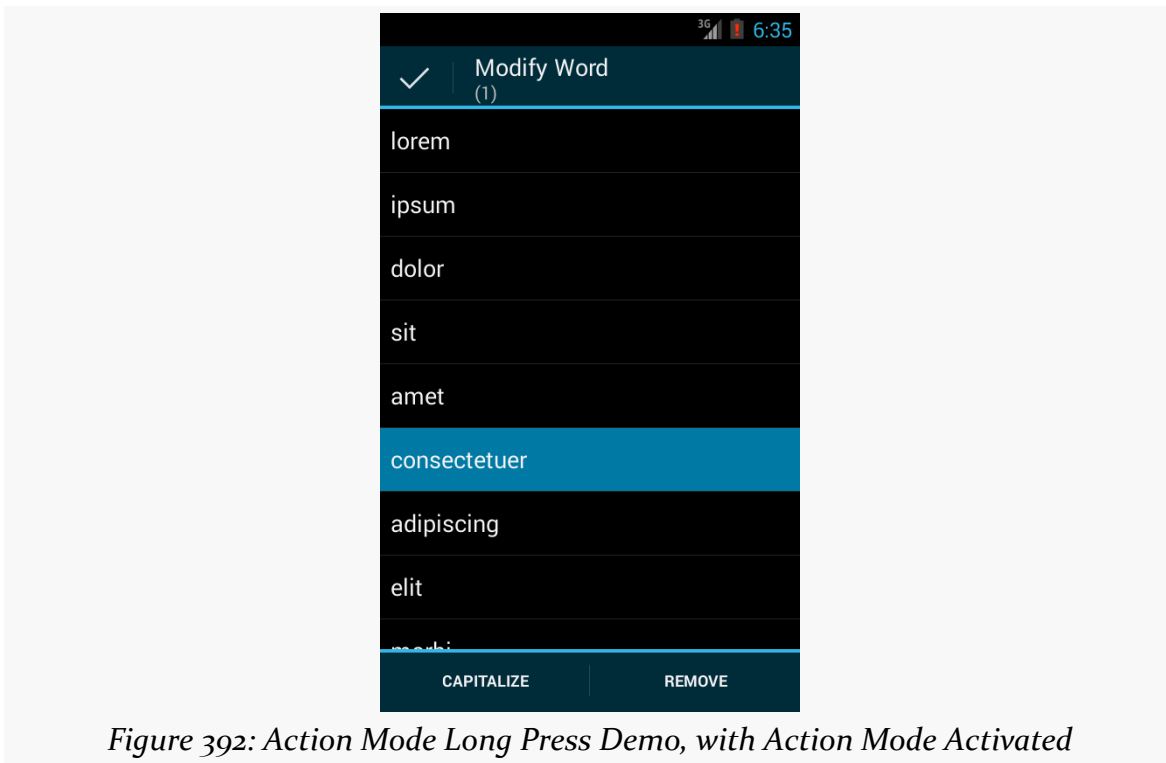 3G 6:35
Modify Word
(1)
lorem
ipsum
dolor
sit
amet
consectetuer
adipiscing
elit
morbi
CAPITALIZE REMOVE
Figure 392: Action Mode Long Press Demo, with Action Mode Activated